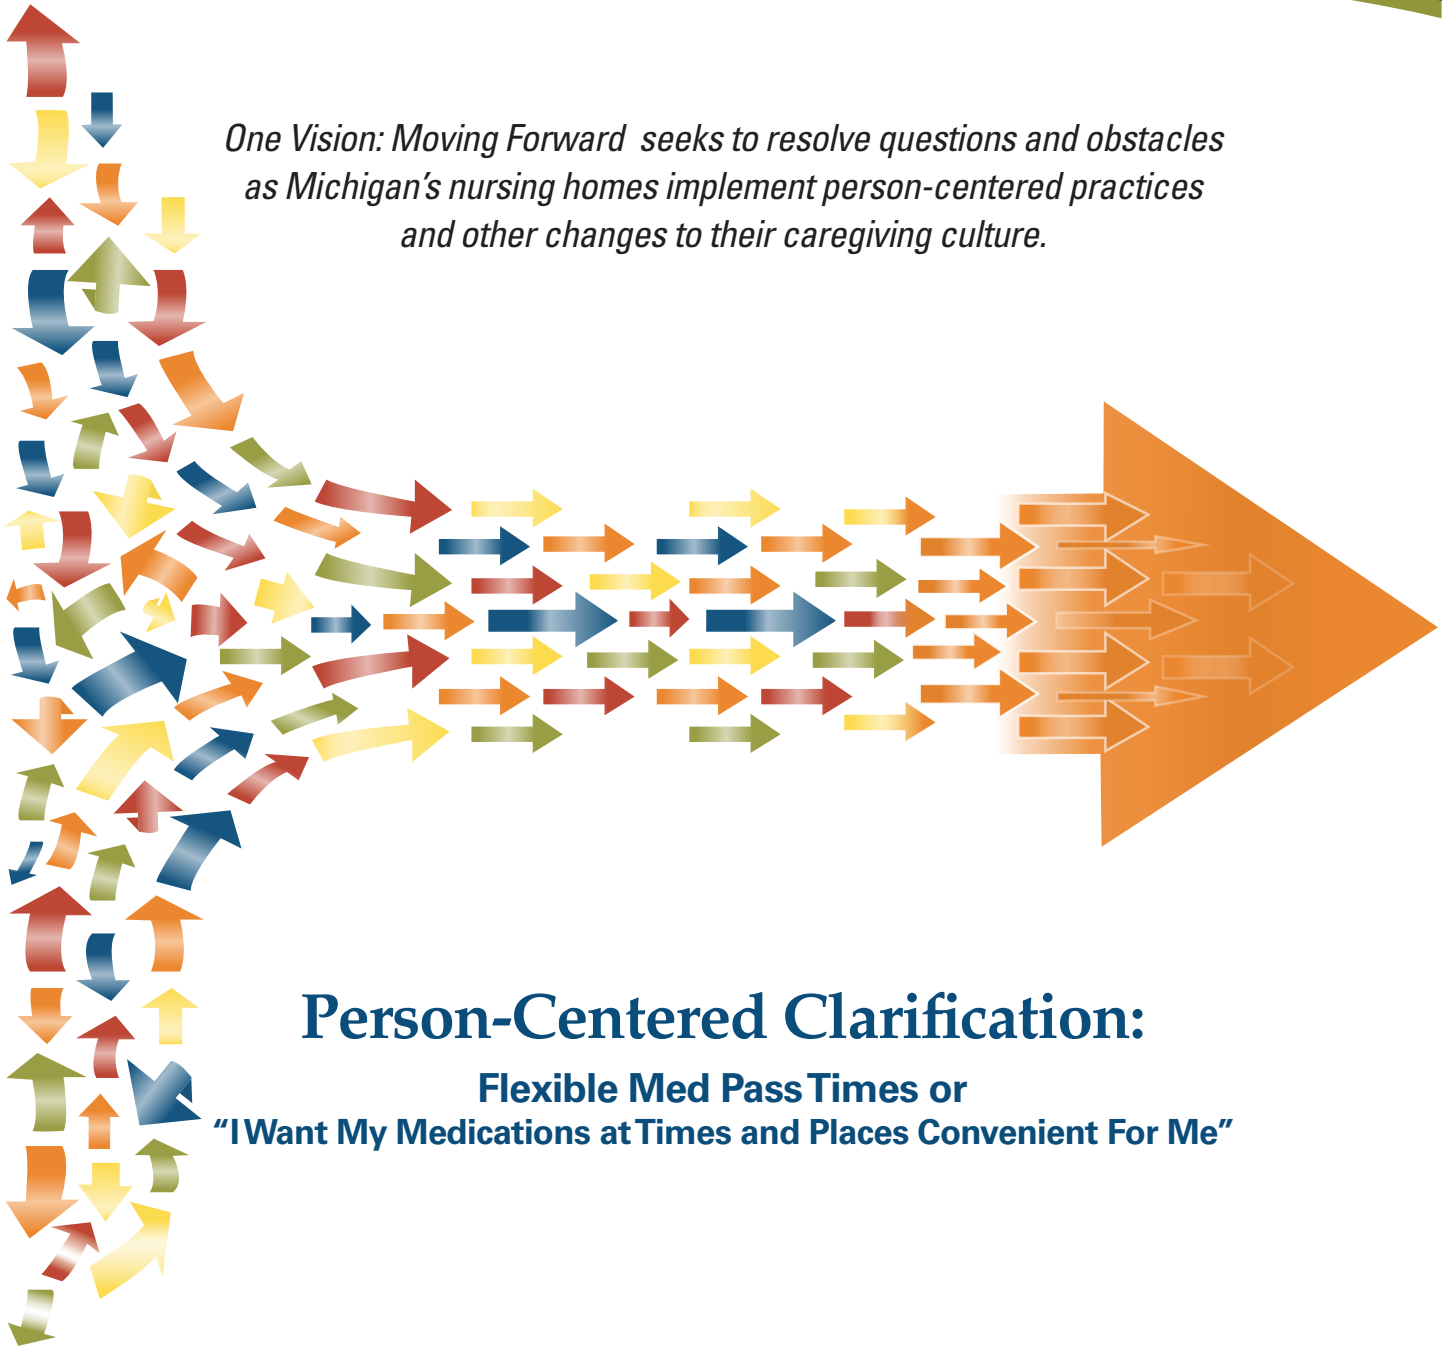 One Vision: Moving Forward seeks to resolve questions and obstacles
as Michigan's nursing homes implement person-centered practices
and other changes to their caregiving culture.
Person-Centered Clarification:
Flexible Med Pass Times or
“I Want My Medications at Times and Places Convenient For Me”